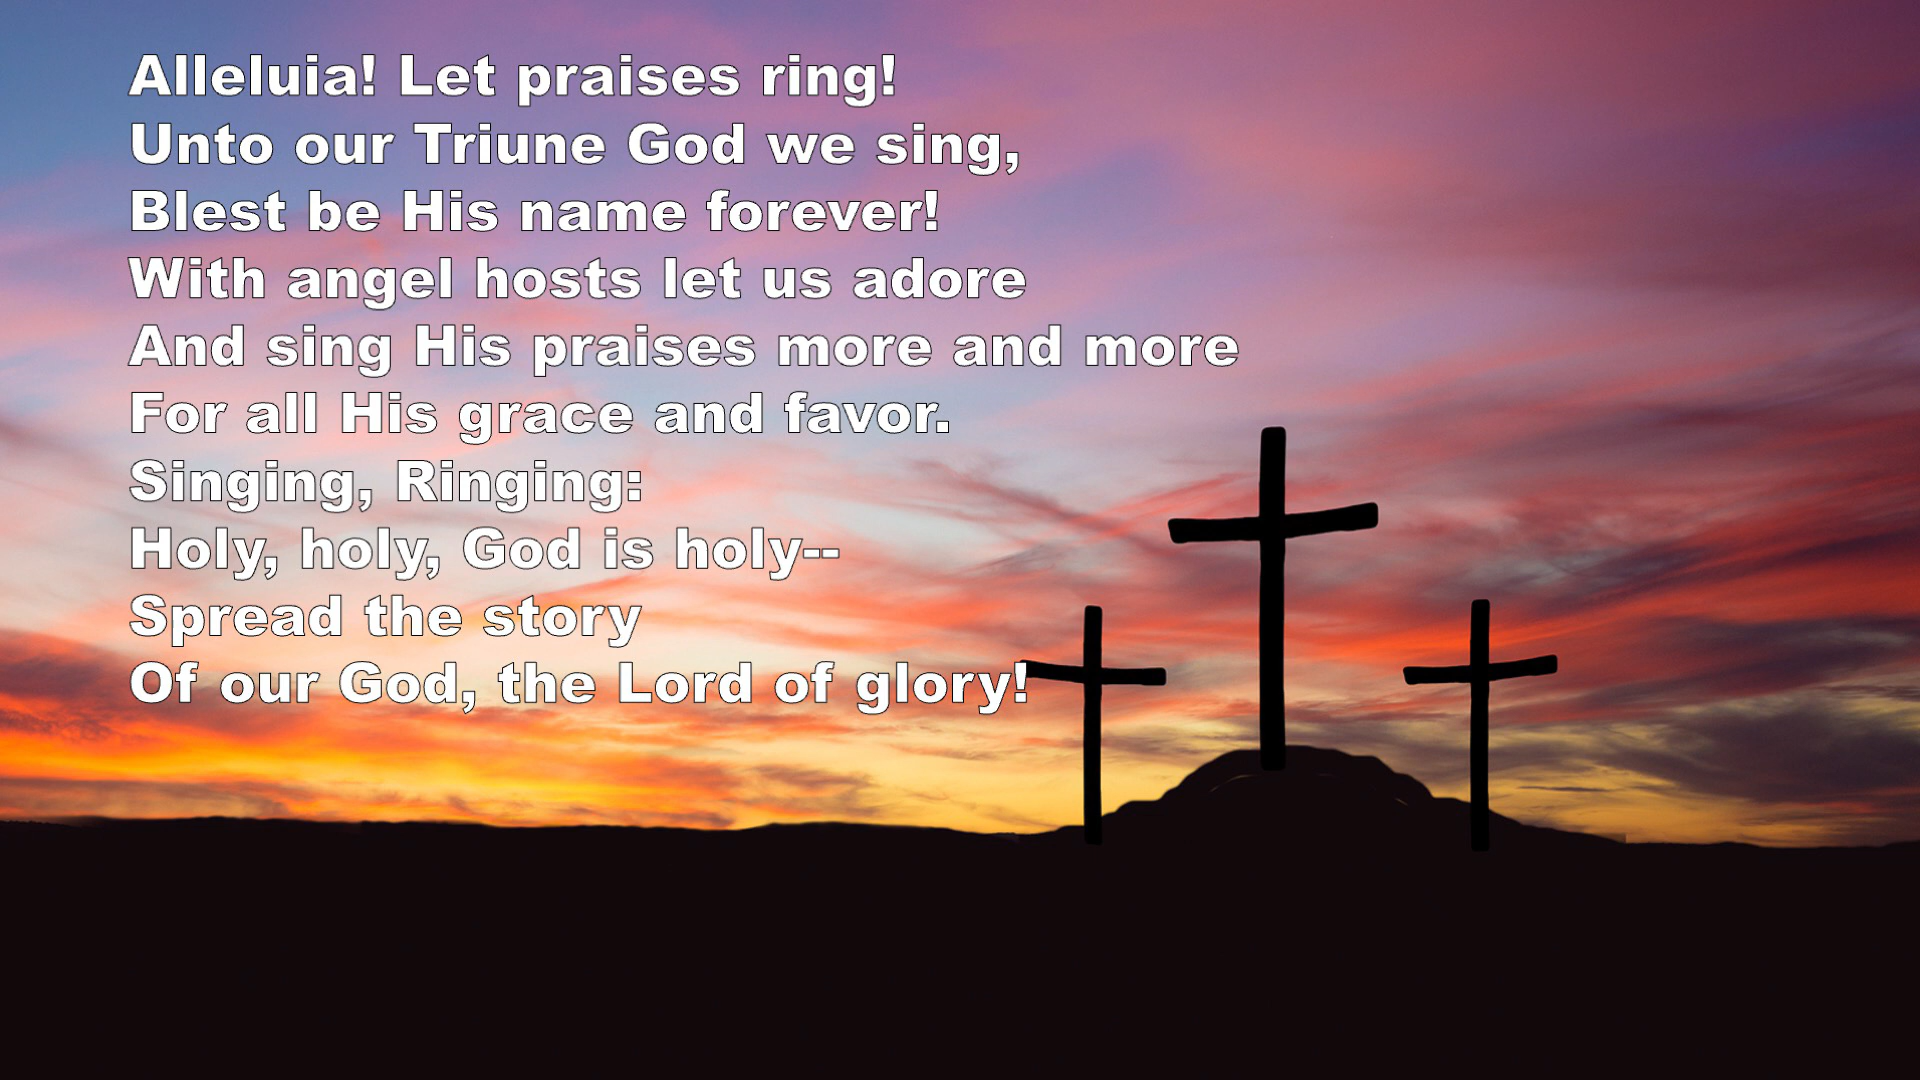 Alleluia! Let praises ring!
Unto our Triune God we sing,
Blest be His name forever!
With angel hosts let us adore
And sing His praises more and more
For all His grace and favor.
Singing, Ringing:
Holy, holy, God is holy--
Spread the story
Of our God, the Lord of glory!